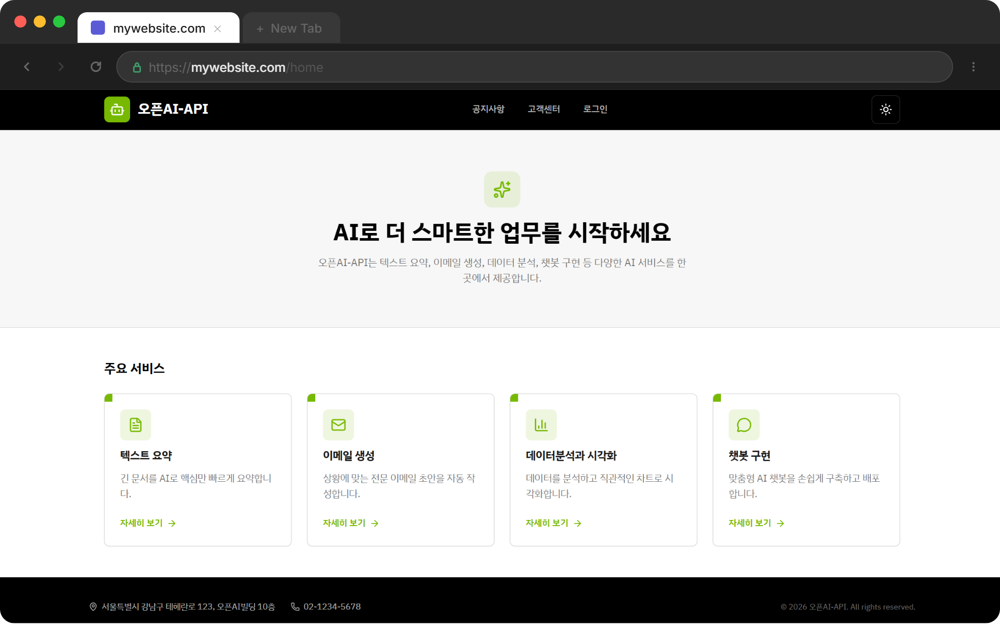 mywebsite.com
+ New Tab
https://mywebsite.com/home
오픈AI-API
공지사항
고객센터
로그인
AI로 더 스마트한 업무를 시작하세요
오픈AI-API는 텍스트 요약, 이메일 생성, 데이터 분석, 챗봇 구현 등 다양한 AI 서비스를 한
곳에서 제공합니다.
주요 서비스
텍스트 요약
긴 문서를 AI로 핵심만 빠르게 요약합니
다.
자세히 보기 →
이메일 생성
상황에 맞는 전문 이메일 초안을 자동 작
성합니다.
자세히 보기 →
데이터분석과 시각화
데이터를 분석하고 직관적인 차트로 시
각화합니다.
자세히 보기 →
챗봇 구현
맞춤형 AI 챗봇을 손쉽게 구축하고 배포
합니다.
자세히 보기 →
서울특별시 강남구 테헤란로 123, 오픈AI빌딩 10층
02-1234-5678
© 2026 오픈AI-API. All rights reserved.